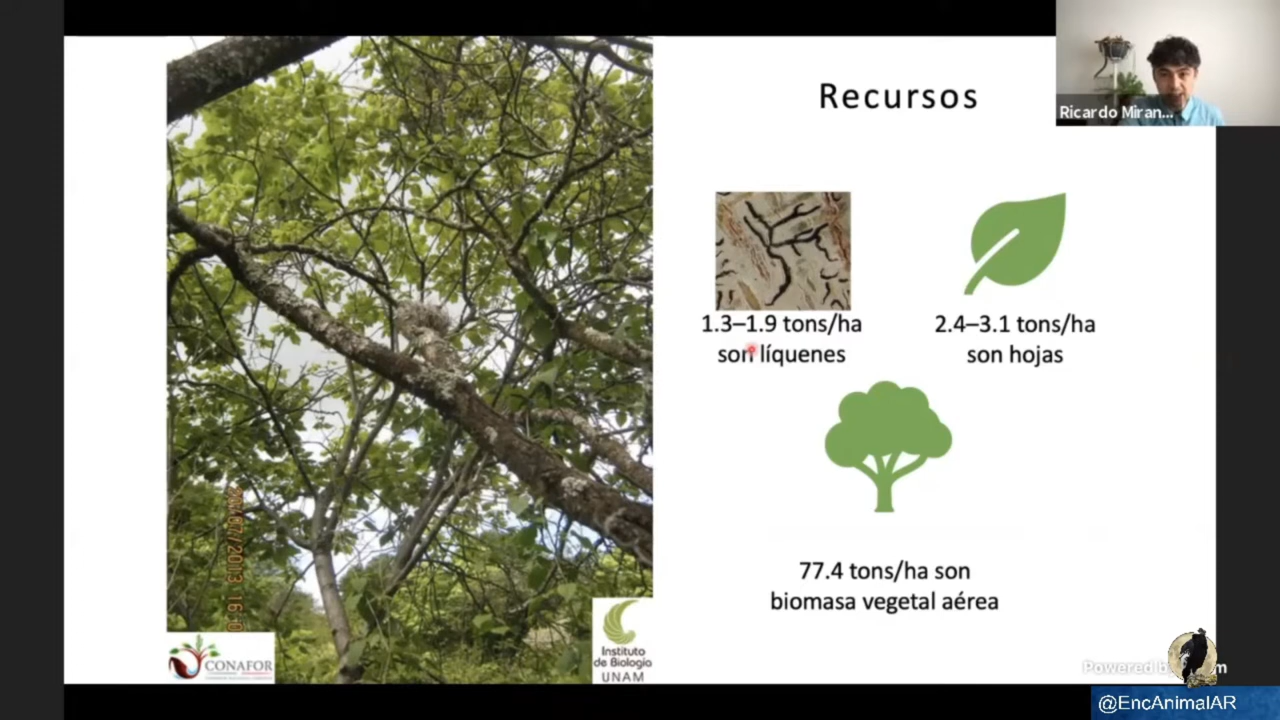 Recursos
Ricardo Miran...
1.3–1.9 tons/ha
son líquenes
2.4–3.1 tons/ha
son hojas
77.4 tons/ha son
biomasa vegetal aérea
CONAFOR
Instituto
de Biología
UNAM
Powered
@EncAnimalAR